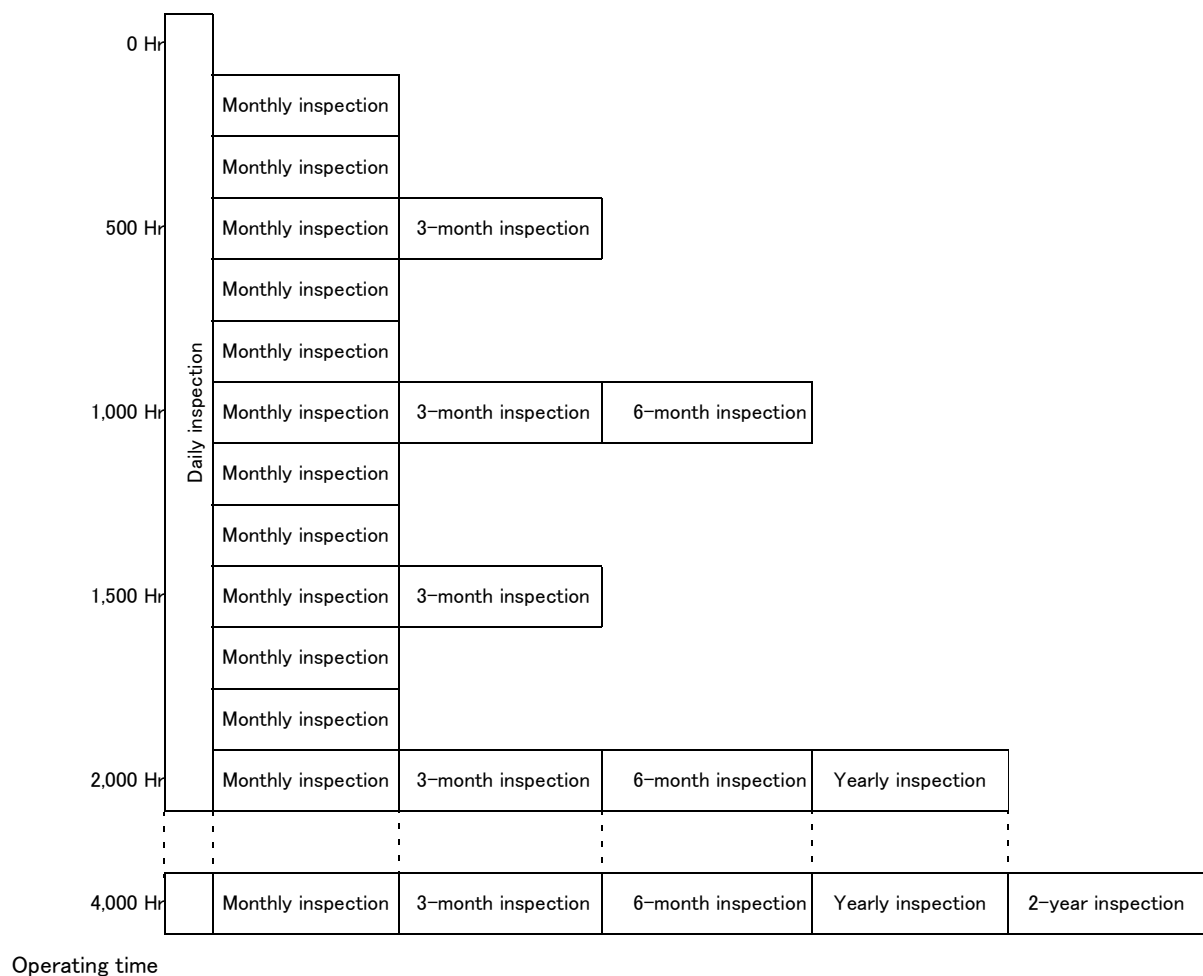 0 Hr
Monthly inspection
Monthly inspection
500 Hr Monthly inspection 3-month inspection
Monthly inspection
Monthly inspection
Daily inspection
1,000 Hr Monthly inspection 3-month inspection 6-month inspection
Monthly inspection
Monthly inspection
1,500 Hr Monthly inspection 3-month inspection
Monthly inspection
Monthly inspection
2,000 Hr Monthly inspection 3-month inspection 6-month inspection Yearly inspection
4,000 Hr Monthly inspection 3-month inspection 6-month inspection Yearly inspection 2-year inspection
Operating time